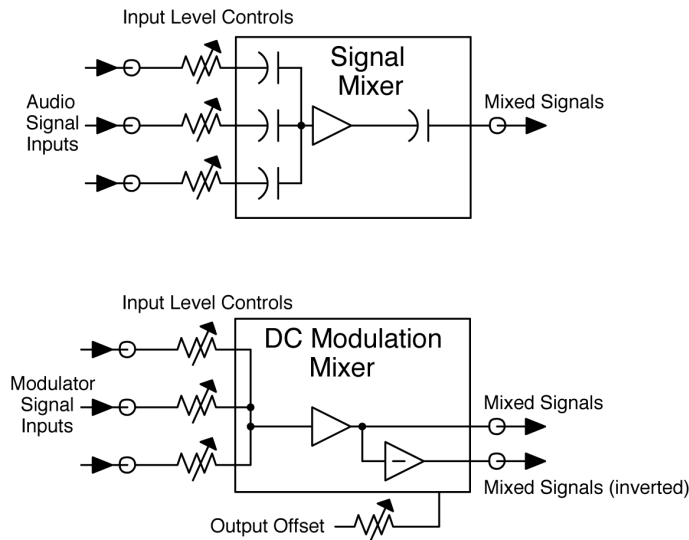 Input Level Controls
Signal
Mixer
Audio
Signal
Inputs
Mixed Signals
Input Level Controls
DC Modulation
Mixer
Modulator
Signal
Inputs
Mixed Signals
Mixed Signals (inverted)
Output Offset